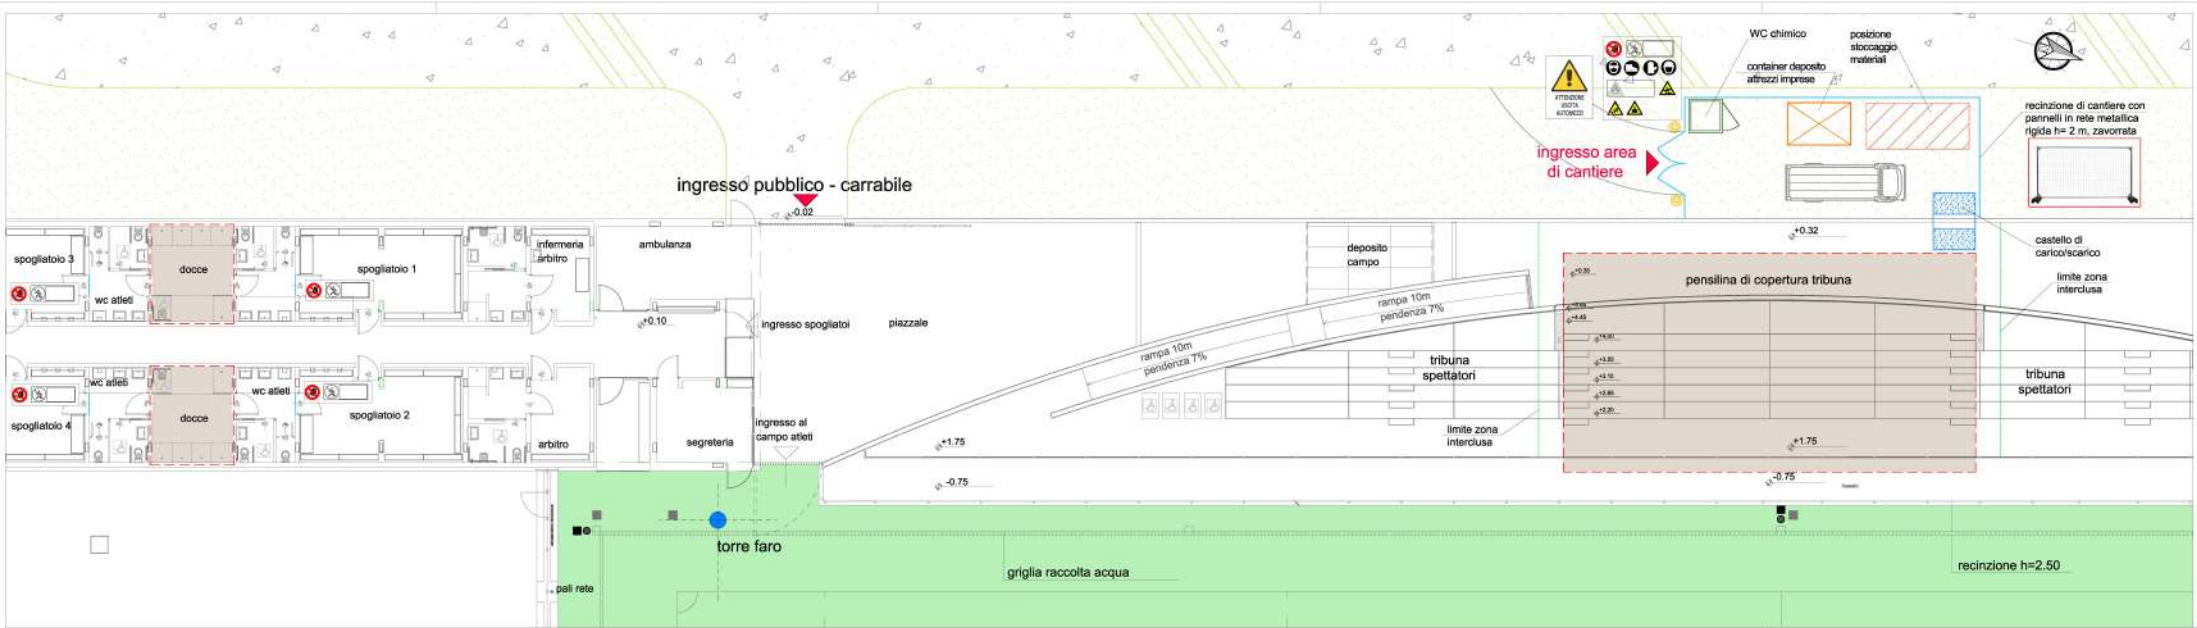 WC chimico
posizione
stoccaggio
materiali
container deposito
attrezzi imprese
ATTENZIONE
USCITA
AUTOMEZZI
recinzione di cantiere con
pannelli in rete metallica
rigida h= 2 m, zavorrata
ingresso area
di cantiere
ingresso pubblico - carrabile
-0.02
+0.32
castello di
carico/scarico
limite zona
interclusa
spogliatoio 3
docce
wc atleti
spogliatoio 1
infermeria
arbitro
ambulanza
+0.10
ingresso spogliatoi
piazzale
deposito
campo
rampa 10m
pendenza 7%
rampa 10m
pendenza 7%
pensilina di copertura tribuna
tribuna
spettatori
tribuna
spettatori
wc atleti
wc atleti
spogliatoio 4
docce
spogliatoio 2
arbitro
segreteria
ingresso al
campo atleti
limite zona
interclusa
+2.20
+1.75
+1.75
-0.75
-0.75
torre faro
griglia raccolta acqua
pali rete
recinzione h=2.50